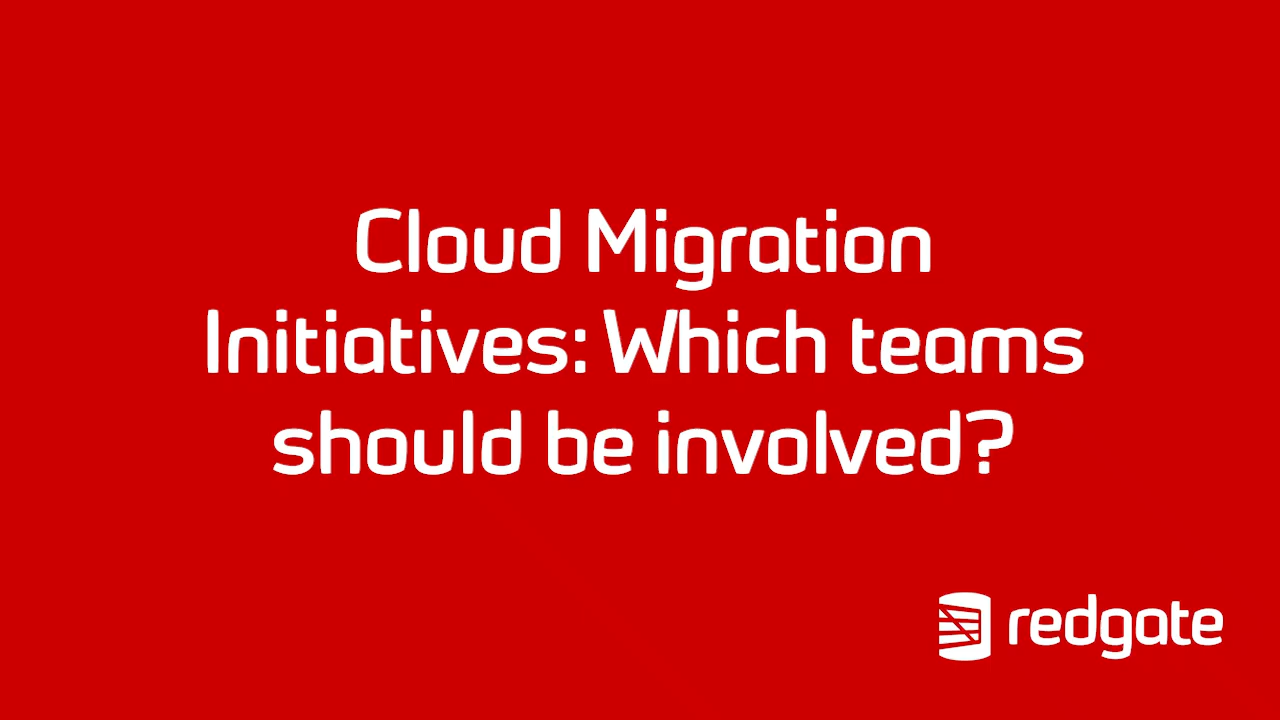 Cloud Migration
Initiatives: Which teams
should be involved?
redgate